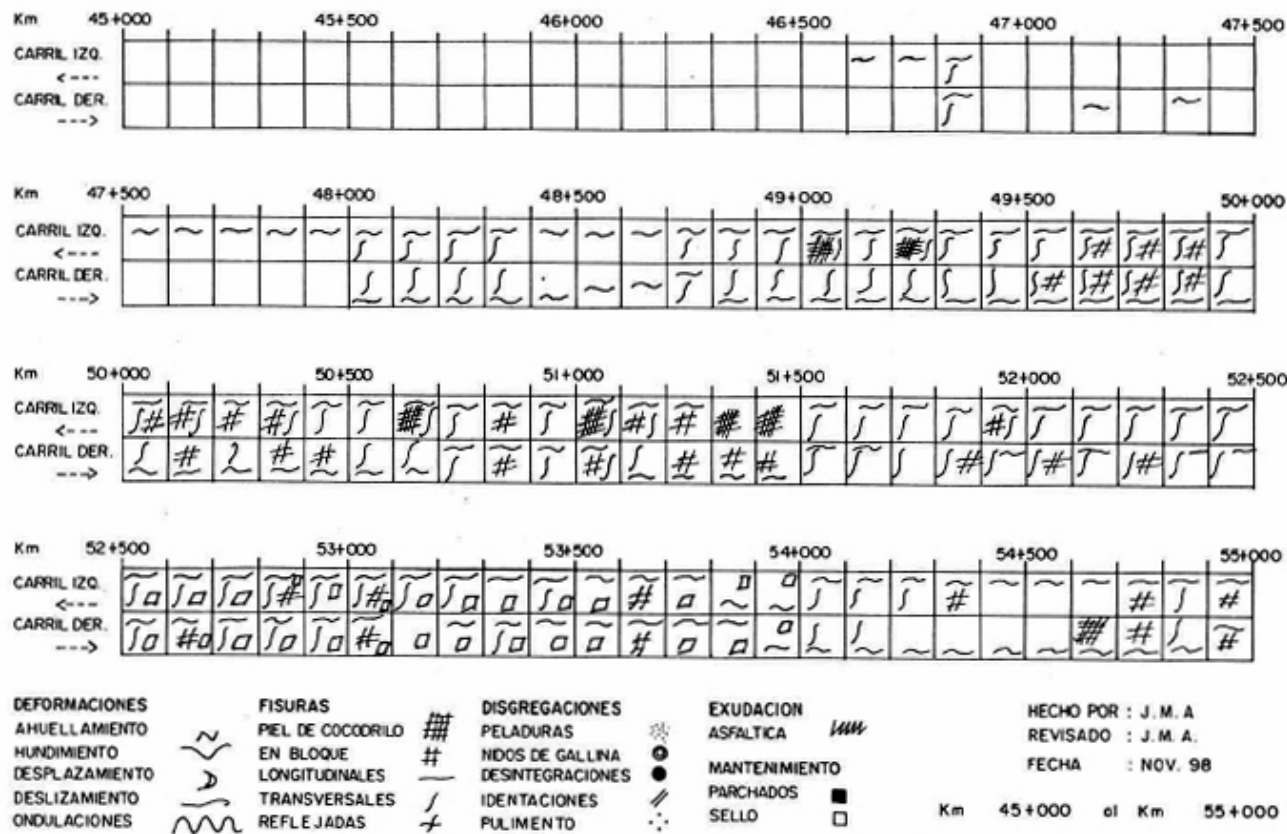 Km 45+000 45+500 46+000 46+500 47+000 47+500
CARRIL IZQ.
<---
CARRIL DER.
--->
Km 47+500 48+000 48+500 49+000 49+500 50+000
CARRIL IZQ.
<---
CARRIL DER.
--->
Km 50+000 50+500 51+000 51+500 52+000 52+500
CARRIL IZQ.
<---
CARRIL DER.
--->
Km 52+500 53+000 53+500 54+000 54+500 55+000
CARRIL IZQ.
<---
CARRIL DER.
--->
DEFORMACIONES
AHUELLAMIENTO
HUNDIMIENTO
DESPLAZAMIENTO
DESLIZAMIENTO
ONDULACIONES
FISURAS
PIEL DE COCODRILO
EN BLOQUE
LONGITUDINALES
TRANSVERSALES
REFLEJADAS
DISGREGACIONES
PELADURAS
NIDOS DE GALLINA
DESINTEGRACIONES
IDENTACIONES
PULIMENTO
EXUDACION
ASFALTICA
MANTENIMIENTO
PARCHADOS
SELLO
HECHO POR : J.M.A
REVISADO : J.M.A.
FECHA : NOV. 98
Km 45+000 al Km 55+000